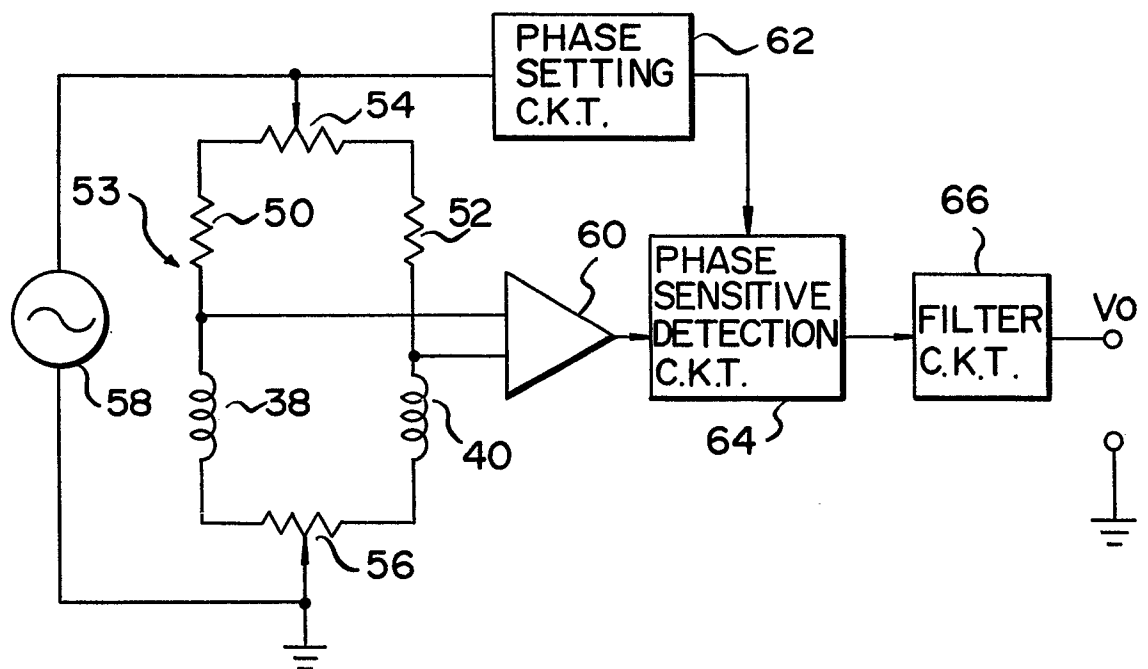 PHASE
SETTING
C.K.T.
62
54
53
50
52
60
66
PHASE
SENSITIVE
DETECTION
C.K.T.
FILTER
C.K.T.
VO
58
38
40
64
56